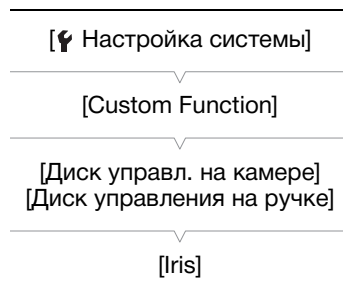 [Настройка системы]
[Custom Function]
[Диск управл. на камере]
[Диск управления на ручке]
[Iris]